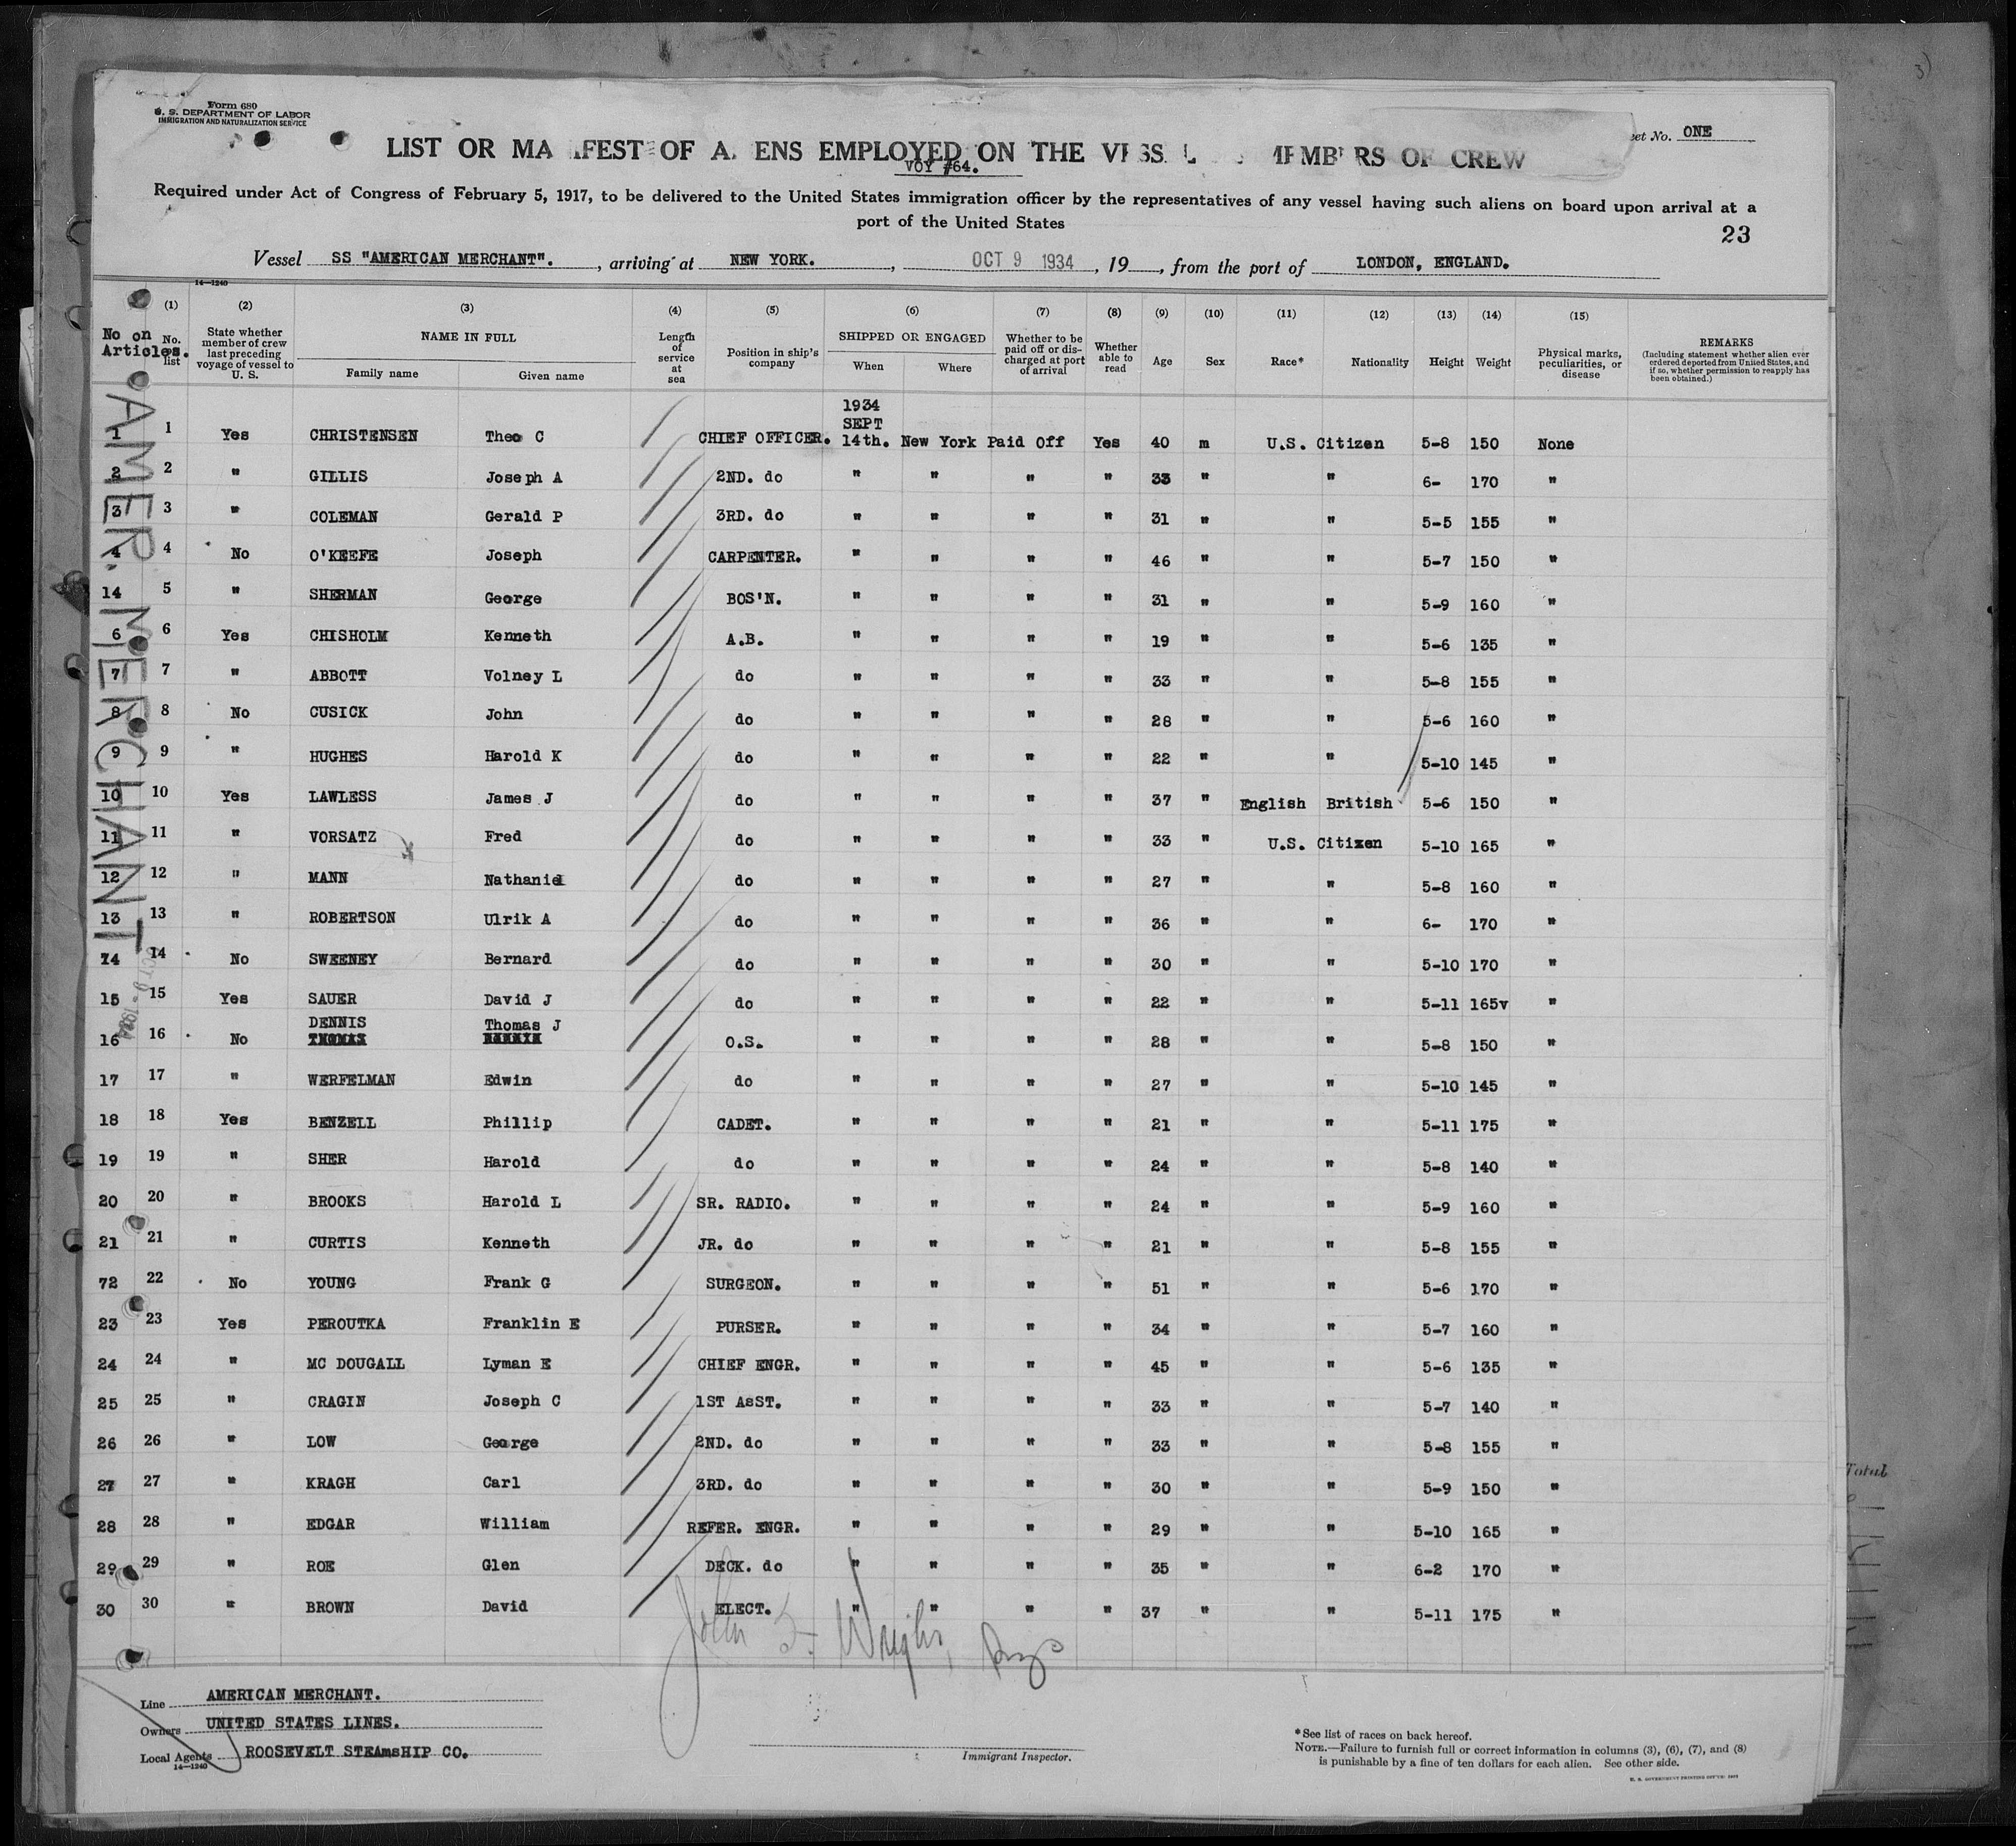 Form 680
U. S. DEPARTMENT OF LABOR
IMMIGRATION AND NATURALIZATION SERVICE
Sheet No. ONE
LIST OR MANIFEST OF ALIENS EMPLOYED ON THE VESSEL AS MEMBERS OF CREW
VOY #64.
Required under Act of Congress of February 5, 1917, to be delivered to the United States immigration officer by the representatives of any vessel having such aliens on board upon arrival at a
port of the United States
23
Vessel SS "AMERICAN MERCHANT". , arriving at NEW YORK. , OCT 9 1934 , 19 , from the port of LONDON, ENGLAND.
14—1240
(1) (2) (3) (4) (5) (6) (7) (8) (9) (10) (11) (12) (13) (14) (15)
No on Articles. No. on list State whether member of crew last preceding voyage of vessel to U. S. NAME IN FULL Family name Given name Length of service at sea Position in ship's company SHIPPED OR ENGAGED When Where Whether to be paid off or discharged at port of arrival Whether able to read Age Sex Race* Nationality Height Weight Physical marks, peculiarities, or disease REMARKS (Including statement whether alien ever ordered deported from United States, and if so, whether permission to reapply has been obtained.)
AMER. MERCHANT
OCT 9 - 1934
1934
SEPT
1 1 Yes CHRISTENSEN Theo C CHIEF OFFICER. 14th. New York Paid Off Yes 40 m U.S. Citizen 5-8 150 None
2 2 " GILLIS Joseph A 2ND. do " " " " 33 " " 6- 170 "
3 3 " COLEMAN Gerald P 3RD. do " " " " 31 " " 5-5 155 "
4 4 No O'KEEFE Joseph CARPENTER. " " " " 46 " " 5-7 150 "
14 5 " SHERMAN George BOS'N. " " " " 31 " " 5-9 160 "
6 6 Yes CHISHOLM Kenneth A.B. " " " " 19 " " 5-6 135 "
7 7 " ABBOTT Volney L do " " " " 33 " " 5-8 155 "
8 8 No CUSICK John do " " " " 28 " " 5-6 160 "
9 9 " HUGHES Harold K do " " " " 22 " " 5-10 145 "
10 10 Yes LAWLESS James J do " " " " 37 " English British 5-6 150 "
11 11 " VORSATZ Fred do " " " " 33 " U.S. Citizen 5-10 165 "
12 12 " MANN Nathaniel do " " " " 27 " " 5-8 160 "
13 13 " ROBERTSON Ulrik A do " " " " 36 " " 6- 170 "
14 14 No SWEENEY Bernard do " " " " 30 " " 5-10 170 "
15 15 Yes SAUER David J do " " " " 22 " " 5-11 165v "
DENNIS Thomas J
16 16 No THOMAS O.S. " " " " 28 " " 5-8 150 "
17 17 " WERFELMAN Edwin do " " " " 27 " " 5-10 145 "
18 18 Yes BENZELL Phillip CADET. " " " " 21 " " 5-11 175 "
19 19 " SHER Harold do " " " " 24 " " 5-8 140 "
20 20 " BROOKS Harold L SR. RADIO. " " " " 24 " " 5-9 160 "
21 21 " CURTIS Kenneth JR. do " " " " 21 " " 5-8 155 "
72 22 No YOUNG Frank G SURGEON. " " " " 51 " " 5-6 170 "
23 23 Yes PEROUTKA Franklin E PURSER. " " " " 34 " " 5-7 160 "
24 24 " MC DOUGALL Lyman E CHIEF ENGR. " " " " 45 " " 5-6 135 "
25 25 " CRAGIN Joseph C 1ST AsST. " " " " 33 " " 5-7 140 "
26 26 " LOW George 2ND. do " " " " 33 " " 5-8 155 "
27 27 " KRAGH Carl 3RD. do " " " " 30 " " 5-9 150 "
28 28 " EDGAR William REFER. ENGR. " " " " 29 " " 5-10 165 "
29 29 " ROE Glen DECK. do " " " " 35 " " 6-2 170 "
30 30 " BROWN David ELECT. " " " " 37 " " 5-11 175 "
John S. Wright,
Line AMERICAN MERCHANT.
Owners UNITED STATES LINES.
Local Agents ROOSEVELT STEAmsHIP CO.
14—1240
Immigrant Inspector.
*See list of races on back hereof.
NOTE.—Failure to furnish full or correct information in columns (3), (6), (7), and (8)
is punishable by a fine of ten dollars for each alien. See other side.
Total